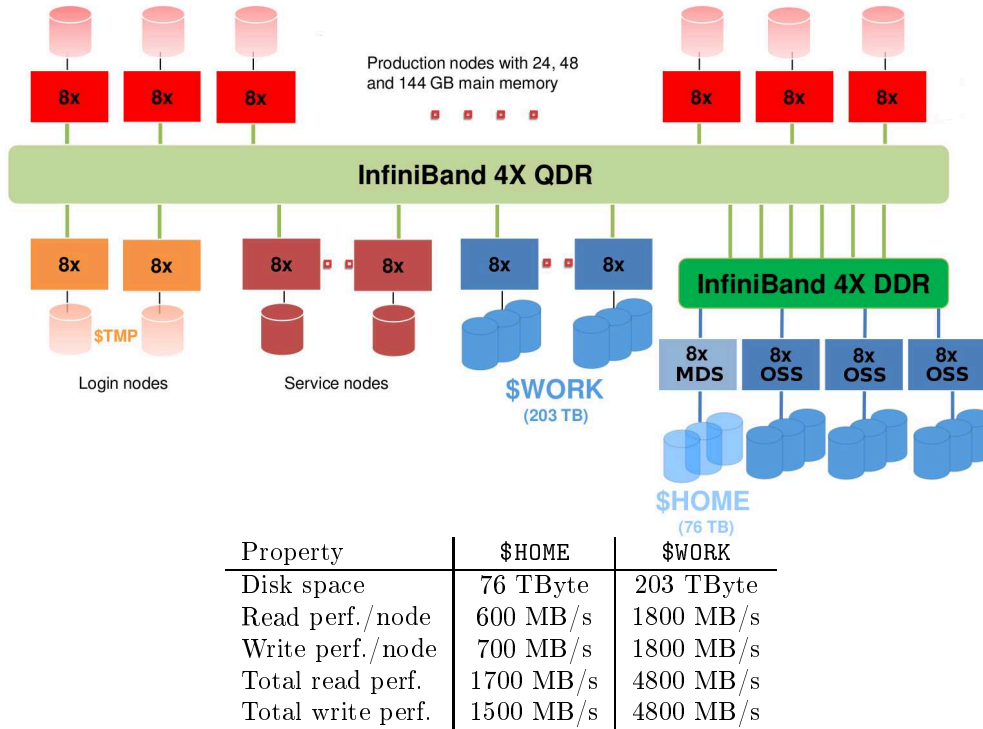 Production nodes with 24, 48
and 144 GB main memory
8x 8x 8x 8x 8x 8x
InfiniBand 4X QDR
8x 8x 8x 8x 8x 8x
InfiniBand 4X DDR
$TMP
8x 8x 8x 8x
MDS OSS OSS OSS
Login nodes Service nodes
$WORK
(203 TB)
$HOME
(76 TB)
Property $HOME $WORK
Disk space 76 TByte 203 TByte
Read perf./node 600 MB/s 1800 MB/s
Write perf./node 700 MB/s 1800 MB/s
Total read perf. 1700 MB/s 4800 MB/s
Total write perf. 1500 MB/s 4800 MB/s